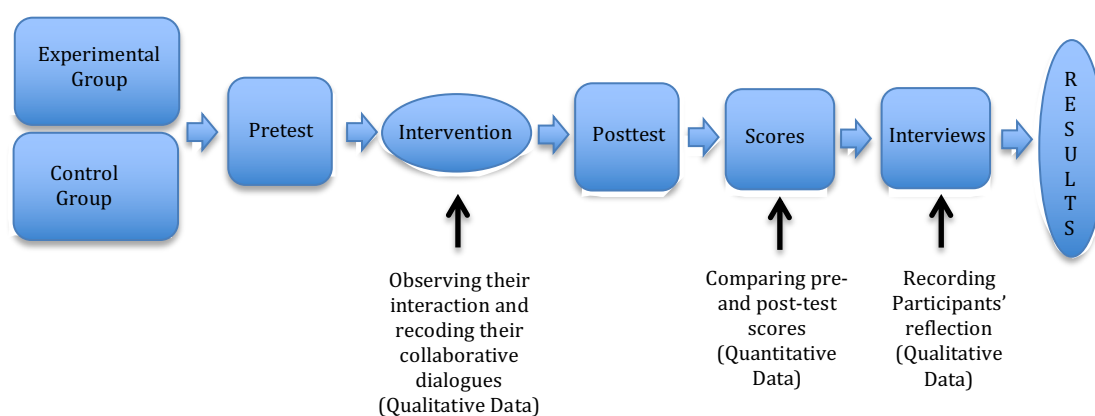 Experimental
Group
Control
Group
Pretest
Intervention
Posttest
Scores
Interviews
R
E
S
U
L
T
S
Observing their
interaction and
recoding their
collaborative
dialogues
(Qualitative Data)
Comparing pre-
and post-test
scores
(Quantitative
Data)
Recording
Participants’
reflection
(Qualitative
Data)